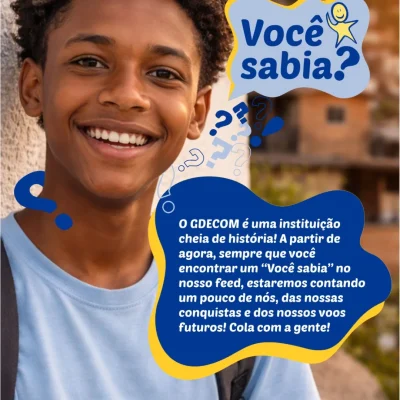 Você
sabia?
O GDECOM é uma instituição
cheia de história! A partir de
agora, sempre que você
encontrar um “Você sabia” no
nosso feed, estaremos contando
um pouco de nós, das nossas
conquistas e dos nossos voos
futuros! Cola com a gente!